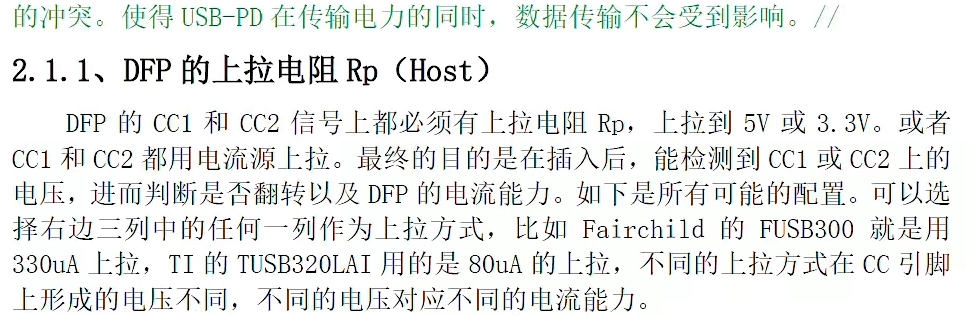 的冲突。使得 USB-PD 在传输电力的同时，数据传输不会受到影响。//
2.1.1、DFP 的上拉电阻 Rp（Host）
DFP 的 CC1 和 CC2 信号上都必须有上拉电阻 Rp，上拉到 5V 或 3.3V。或者
CC1 和 CC2 都用电流源上拉。最终的目的是在插入后，能检测到 CC1 或 CC2 上的
电压，进而判断是否翻转以及 DFP 的电流能力。如下是所有可能的配置。可以选
择右边三列中的任何一列作为上拉方式，比如 Fairchild 的 FUSB300 就是用
330uA 上拉，TI 的 TUSB320LAI 用的是 80uA 的上拉，不同的上拉方式在 CC 引脚
上形成的电压不同，不同的电压对应不同的电流能力。